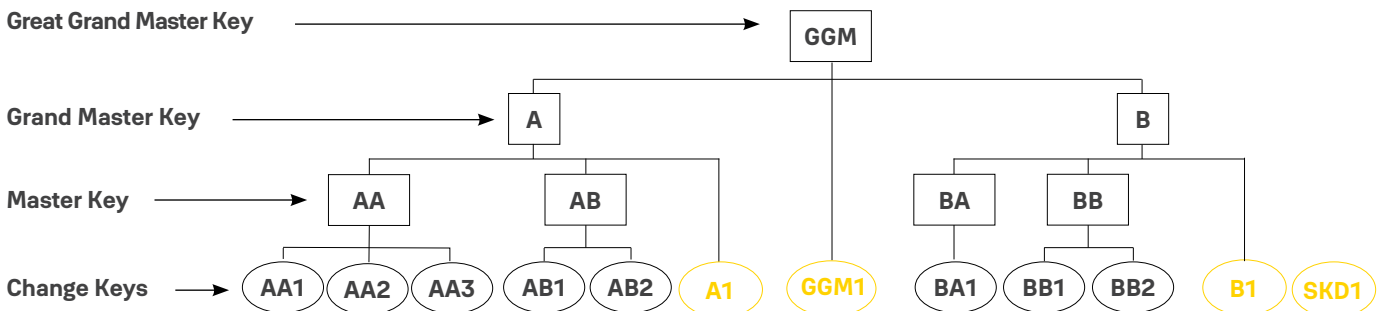 Great Grand Master Key
GGM
Grand Master Key
A
B
Master Key
AA
AB
BA
BB
Change Keys
AA1
AA2
AA3
AB1
AB2
A1
GGM1
BA1
BB1
BB2
B1
SKD1